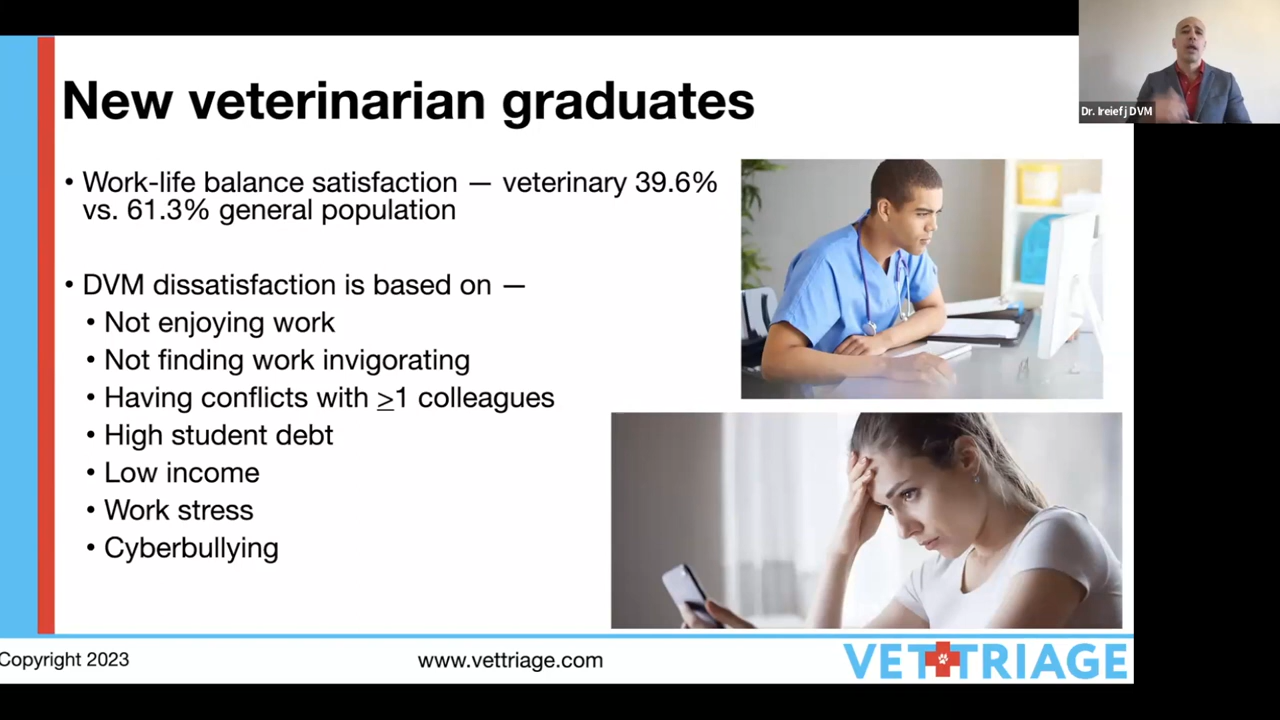 New veterinarian graduates
• Work-life balance satisfaction — veterinary 39.6%
vs. 61.3% general population
• DVM dissatisfaction is based on —
• Not enjoying work
• Not finding work invigorating
• Having conflicts with ≥1 colleagues
• High student debt
• Low income
• Work stress
• Cyberbullying
Dr. Ireiefj DVM
Copyright 2023
www.vettriage.com
VET TRIAGE